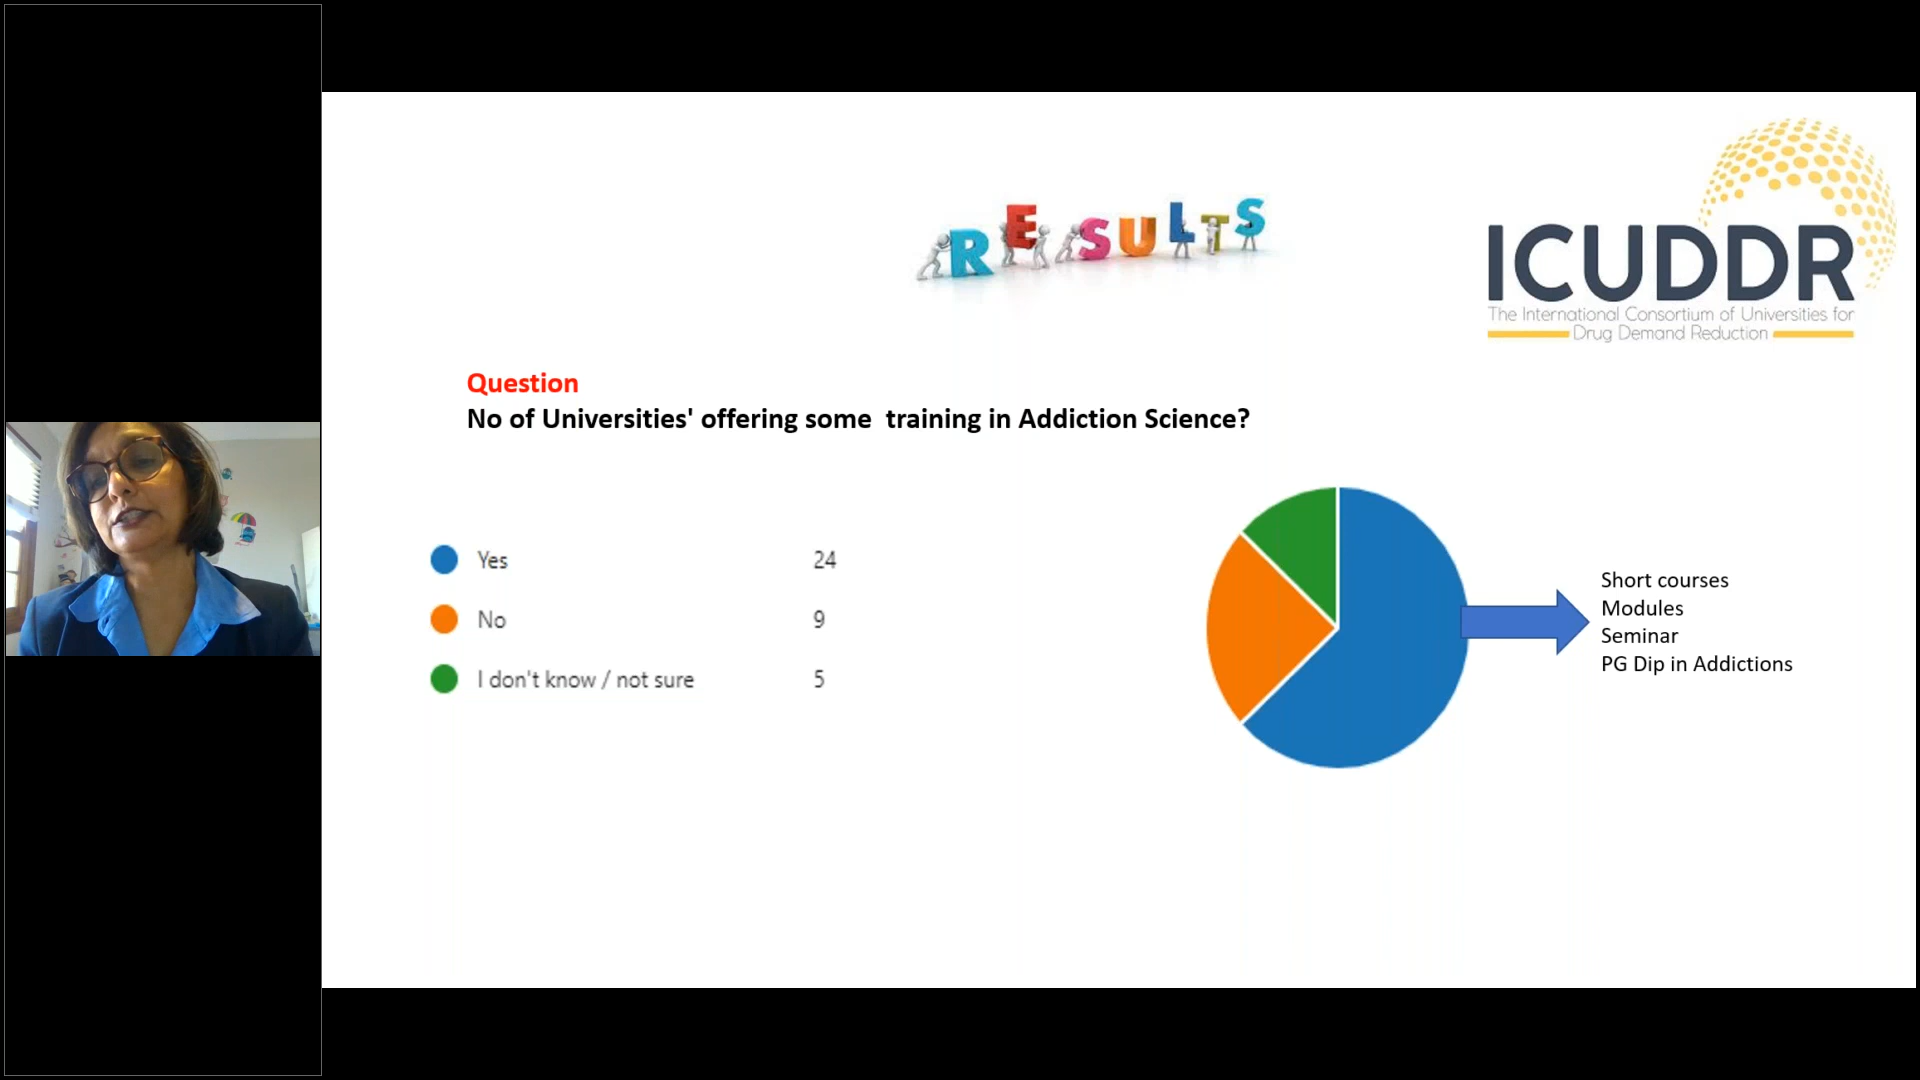 RESULTS
ICUDDR
The International Consortium of Universities for
Drug Demand Reduction
Question
No of Universities' offering some  training in Addiction Science?
Yes 24
No 9
I don't know / not sure 5
Short courses
Modules
Seminar
PG Dip in Addictions